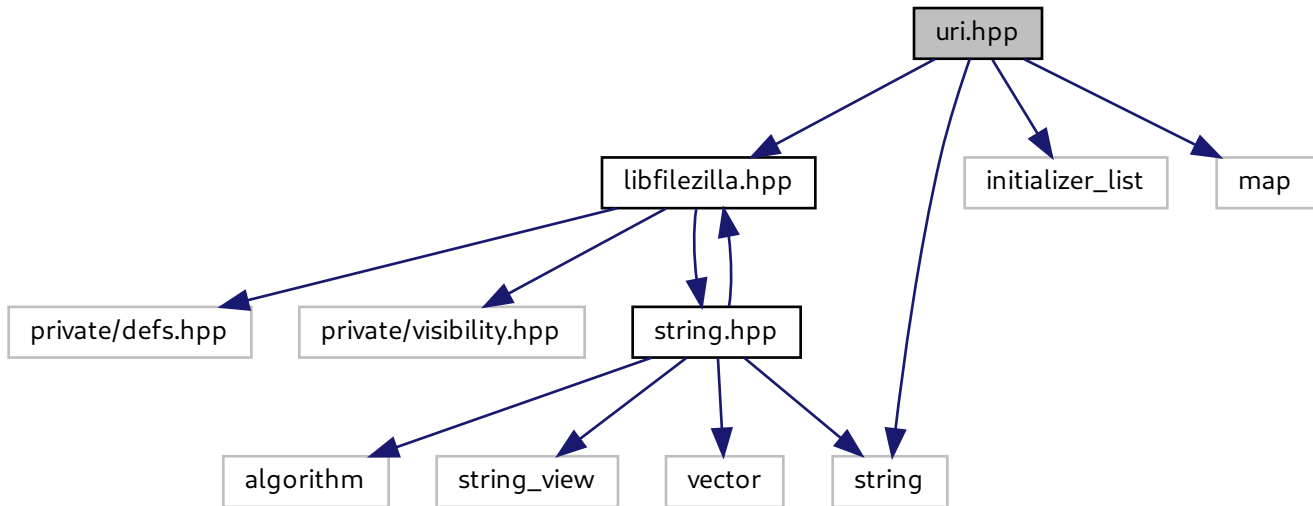 uri.hpp
libfilezilla.hpp
initializer_list
map
private/defs.hpp
private/visibility.hpp
string.hpp
algorithm
string_view
vector
string